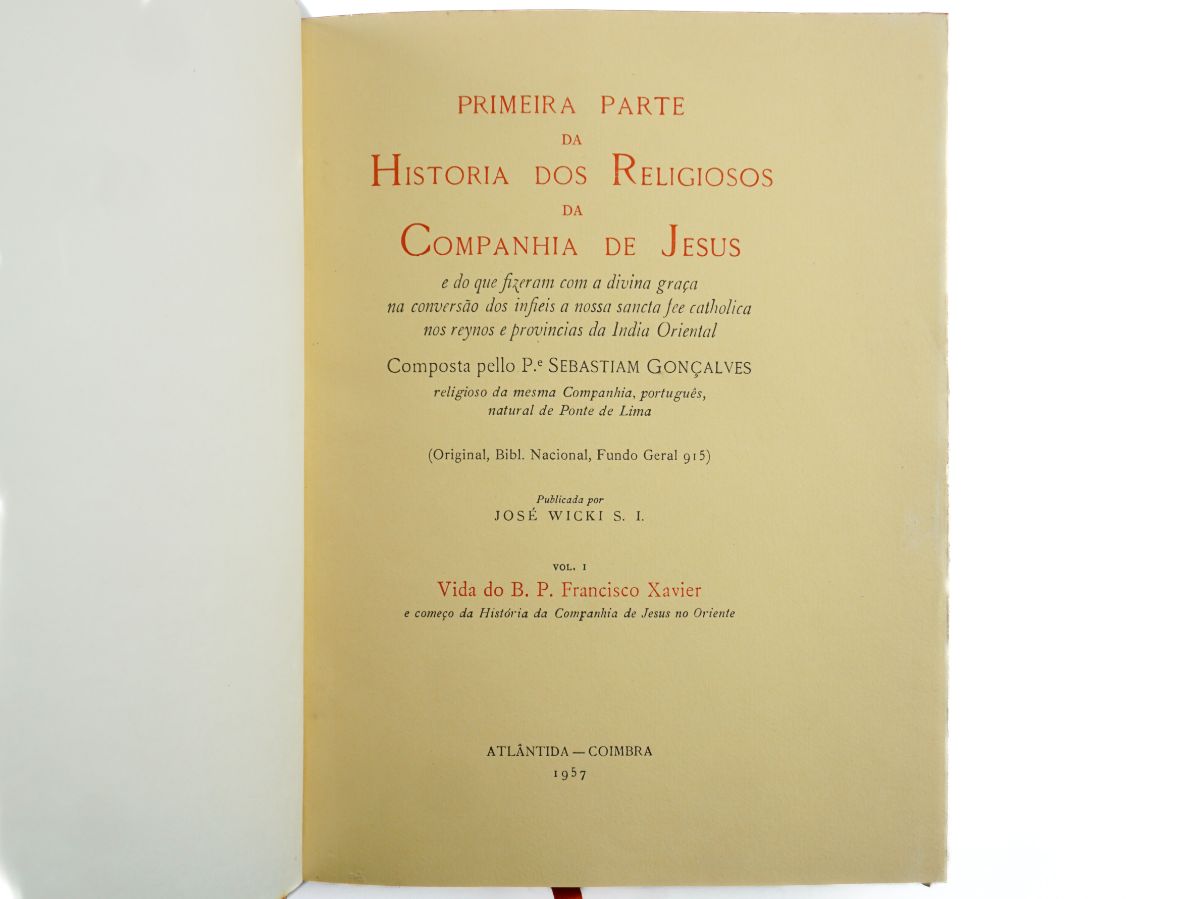 PRIMEIRA PARTE
DA
HISTORIA DOS RELIGIOSOS
DA
COMPANHIA DE JESUS
e do que fizeram com a divina graça
na conversão dos infieis a nossa sancta fee catholica
nos reynos e provincias da India Oriental
Composta pello P.e SEBASTIAM GONÇALVES
religioso da mesma Companhia, português,
natural de Ponte de Lima
(Original, Bibl. Nacional, Fundo Geral 915)
Publicada por
JOSÉ WICKI S. I.
VOL. I
Vida do B. P. Francisco Xavier
e começo da História da Companhia de Jesus no Oriente
ATLÂNTIDA — COIMBRA
1957